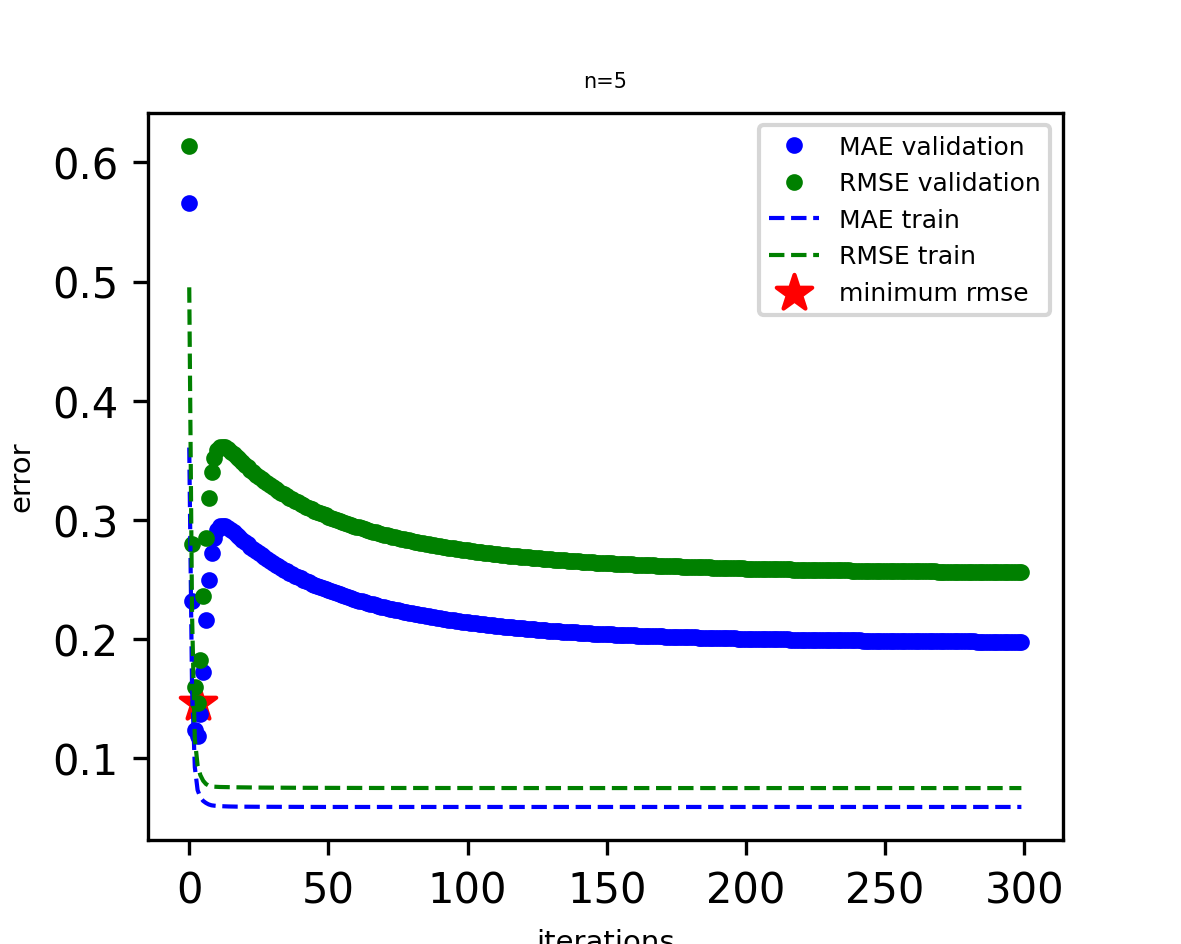 n=5
0.6
0.5
0.4
0.3
0.2
0.1
error
MAE validation
RMSE validation
MAE train
RMSE train
minimum rmse
0 50 100 150 200 250 300
iterations